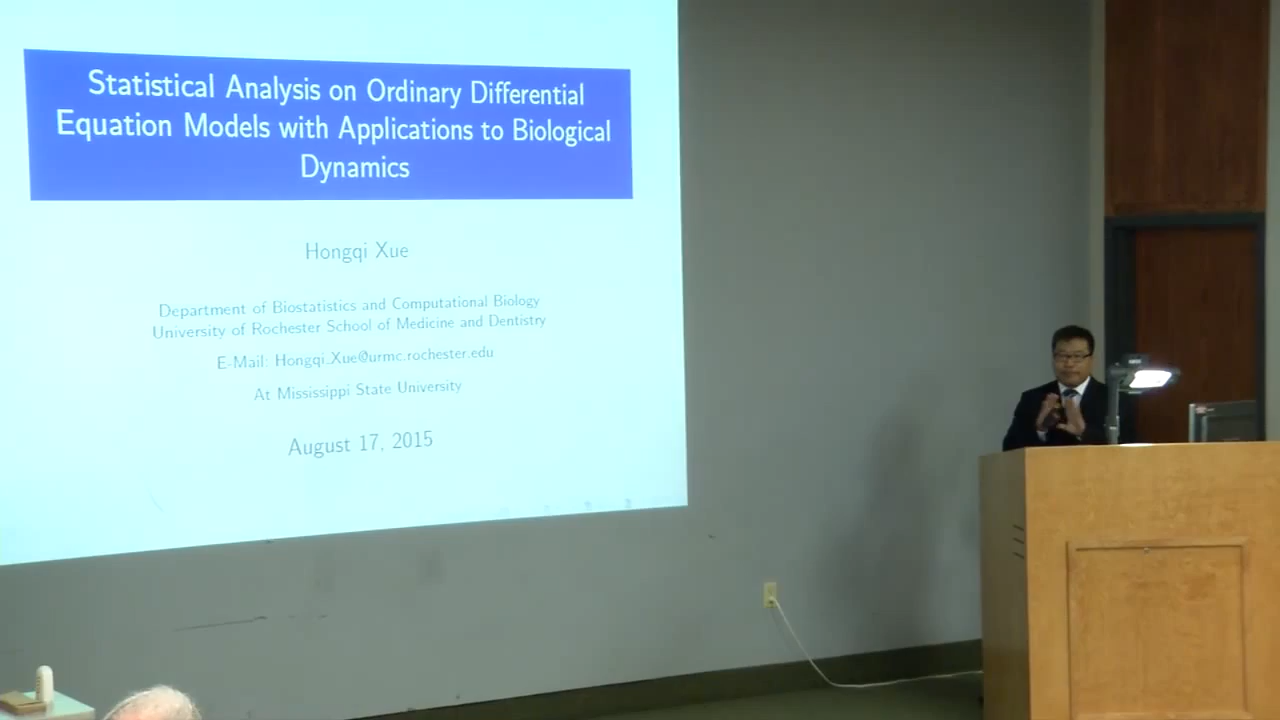 Statistical Analysis on Ordinary Differential
Equation Models with Applications to Biological
Dynamics
Hongqi Xue
Department of Biostatistics and Computational Biology
University of Rochester School of Medicine and Dentistry
E-Mail: Hongqi.Xue@urmc.rochester.edu
At Mississippi State University
August 17, 2015